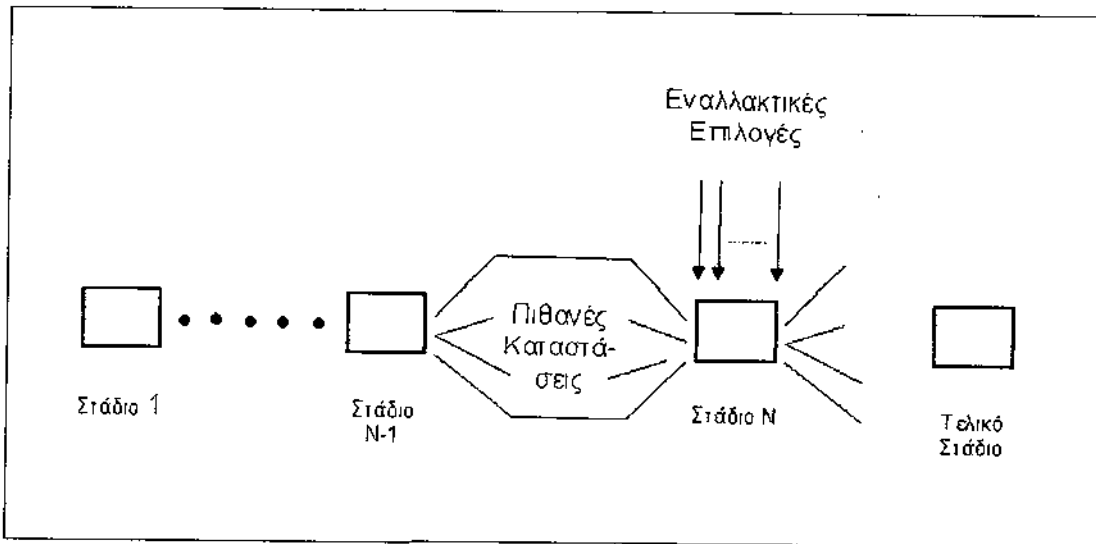 Εναλλακτικές
Επιλογές
Πιθανές
Καταστά-
σεις
Στάδιο 1
Στάδιο
Ν-1
Στάδιο Ν
Τελικό
Στάδιο